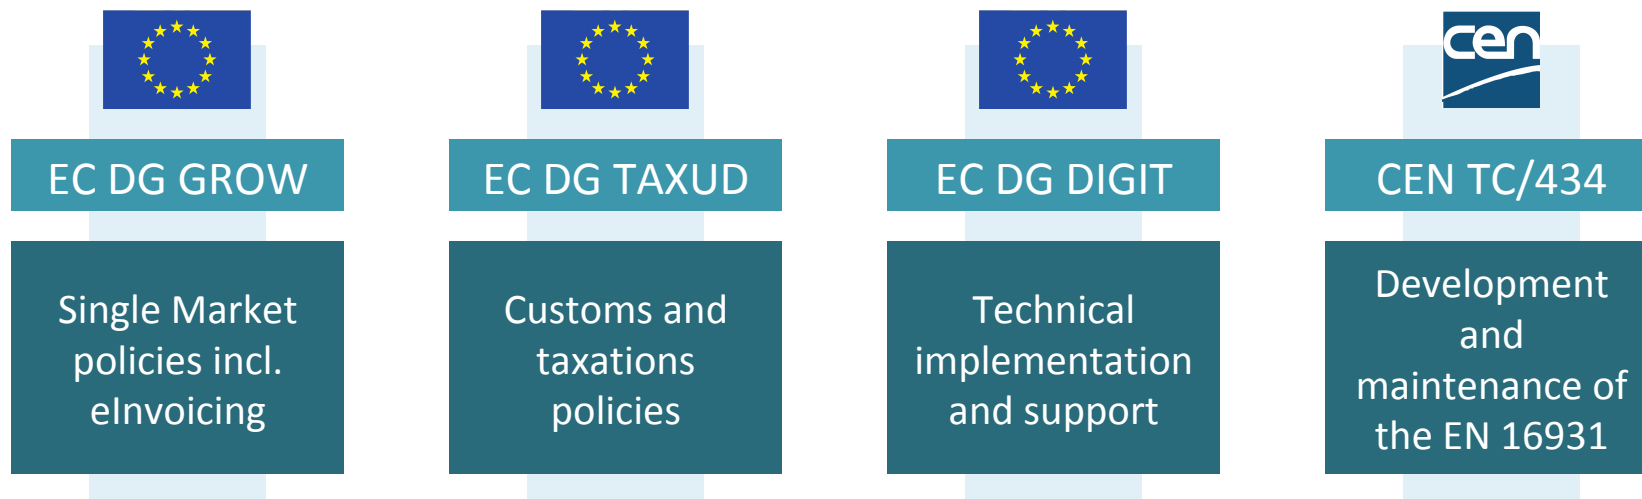 cen
EC DG GROW
EC DG TAXUD
EC DG DIGIT
CEN TC/434
Single Market
policies incl.
eInvoicing
Customs and
taxations
policies
Technical
implementation
and support
Development
and
maintenance of
the EN 16931